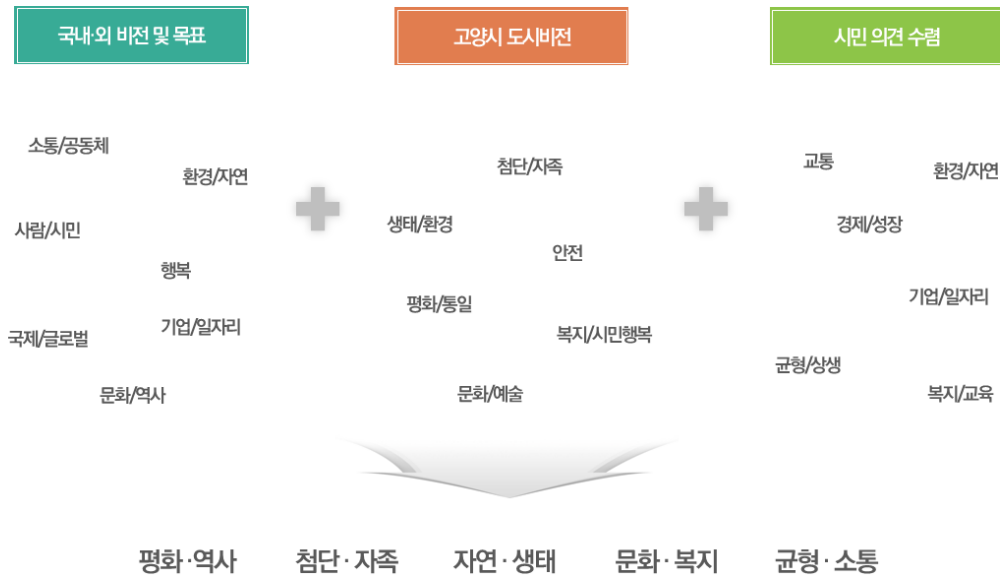 국내·외 비전 및 목표
소통/공동체
환경/자연
사람/시민
행복
기업/일자리
국제/글로벌
문화/역사
고양시 도시비전
첨단/자족
생태/환경
안전
평화/통일
복지/시민행복
문화/예술
시민 의견 수렴
교통
환경/자연
경제/성장
기업/일자리
균형/상생
복지/교육
평화·역사 첨단·자족 자연·생태 문화·복지 균형·소통